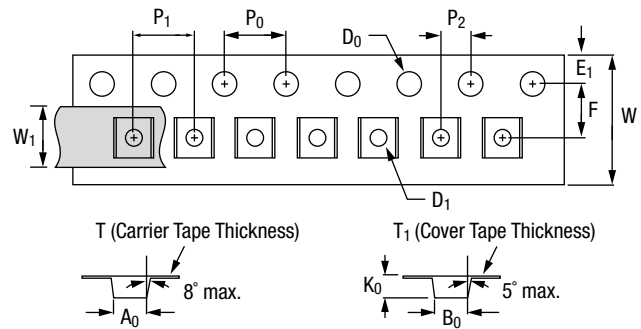 P1
P0
P2
D0
E1
F
W
W1
D1
T (Carrier Tape Thickness)
T1 (Cover Tape Thickness)
8° max.
A0
K0
5° max.
B0